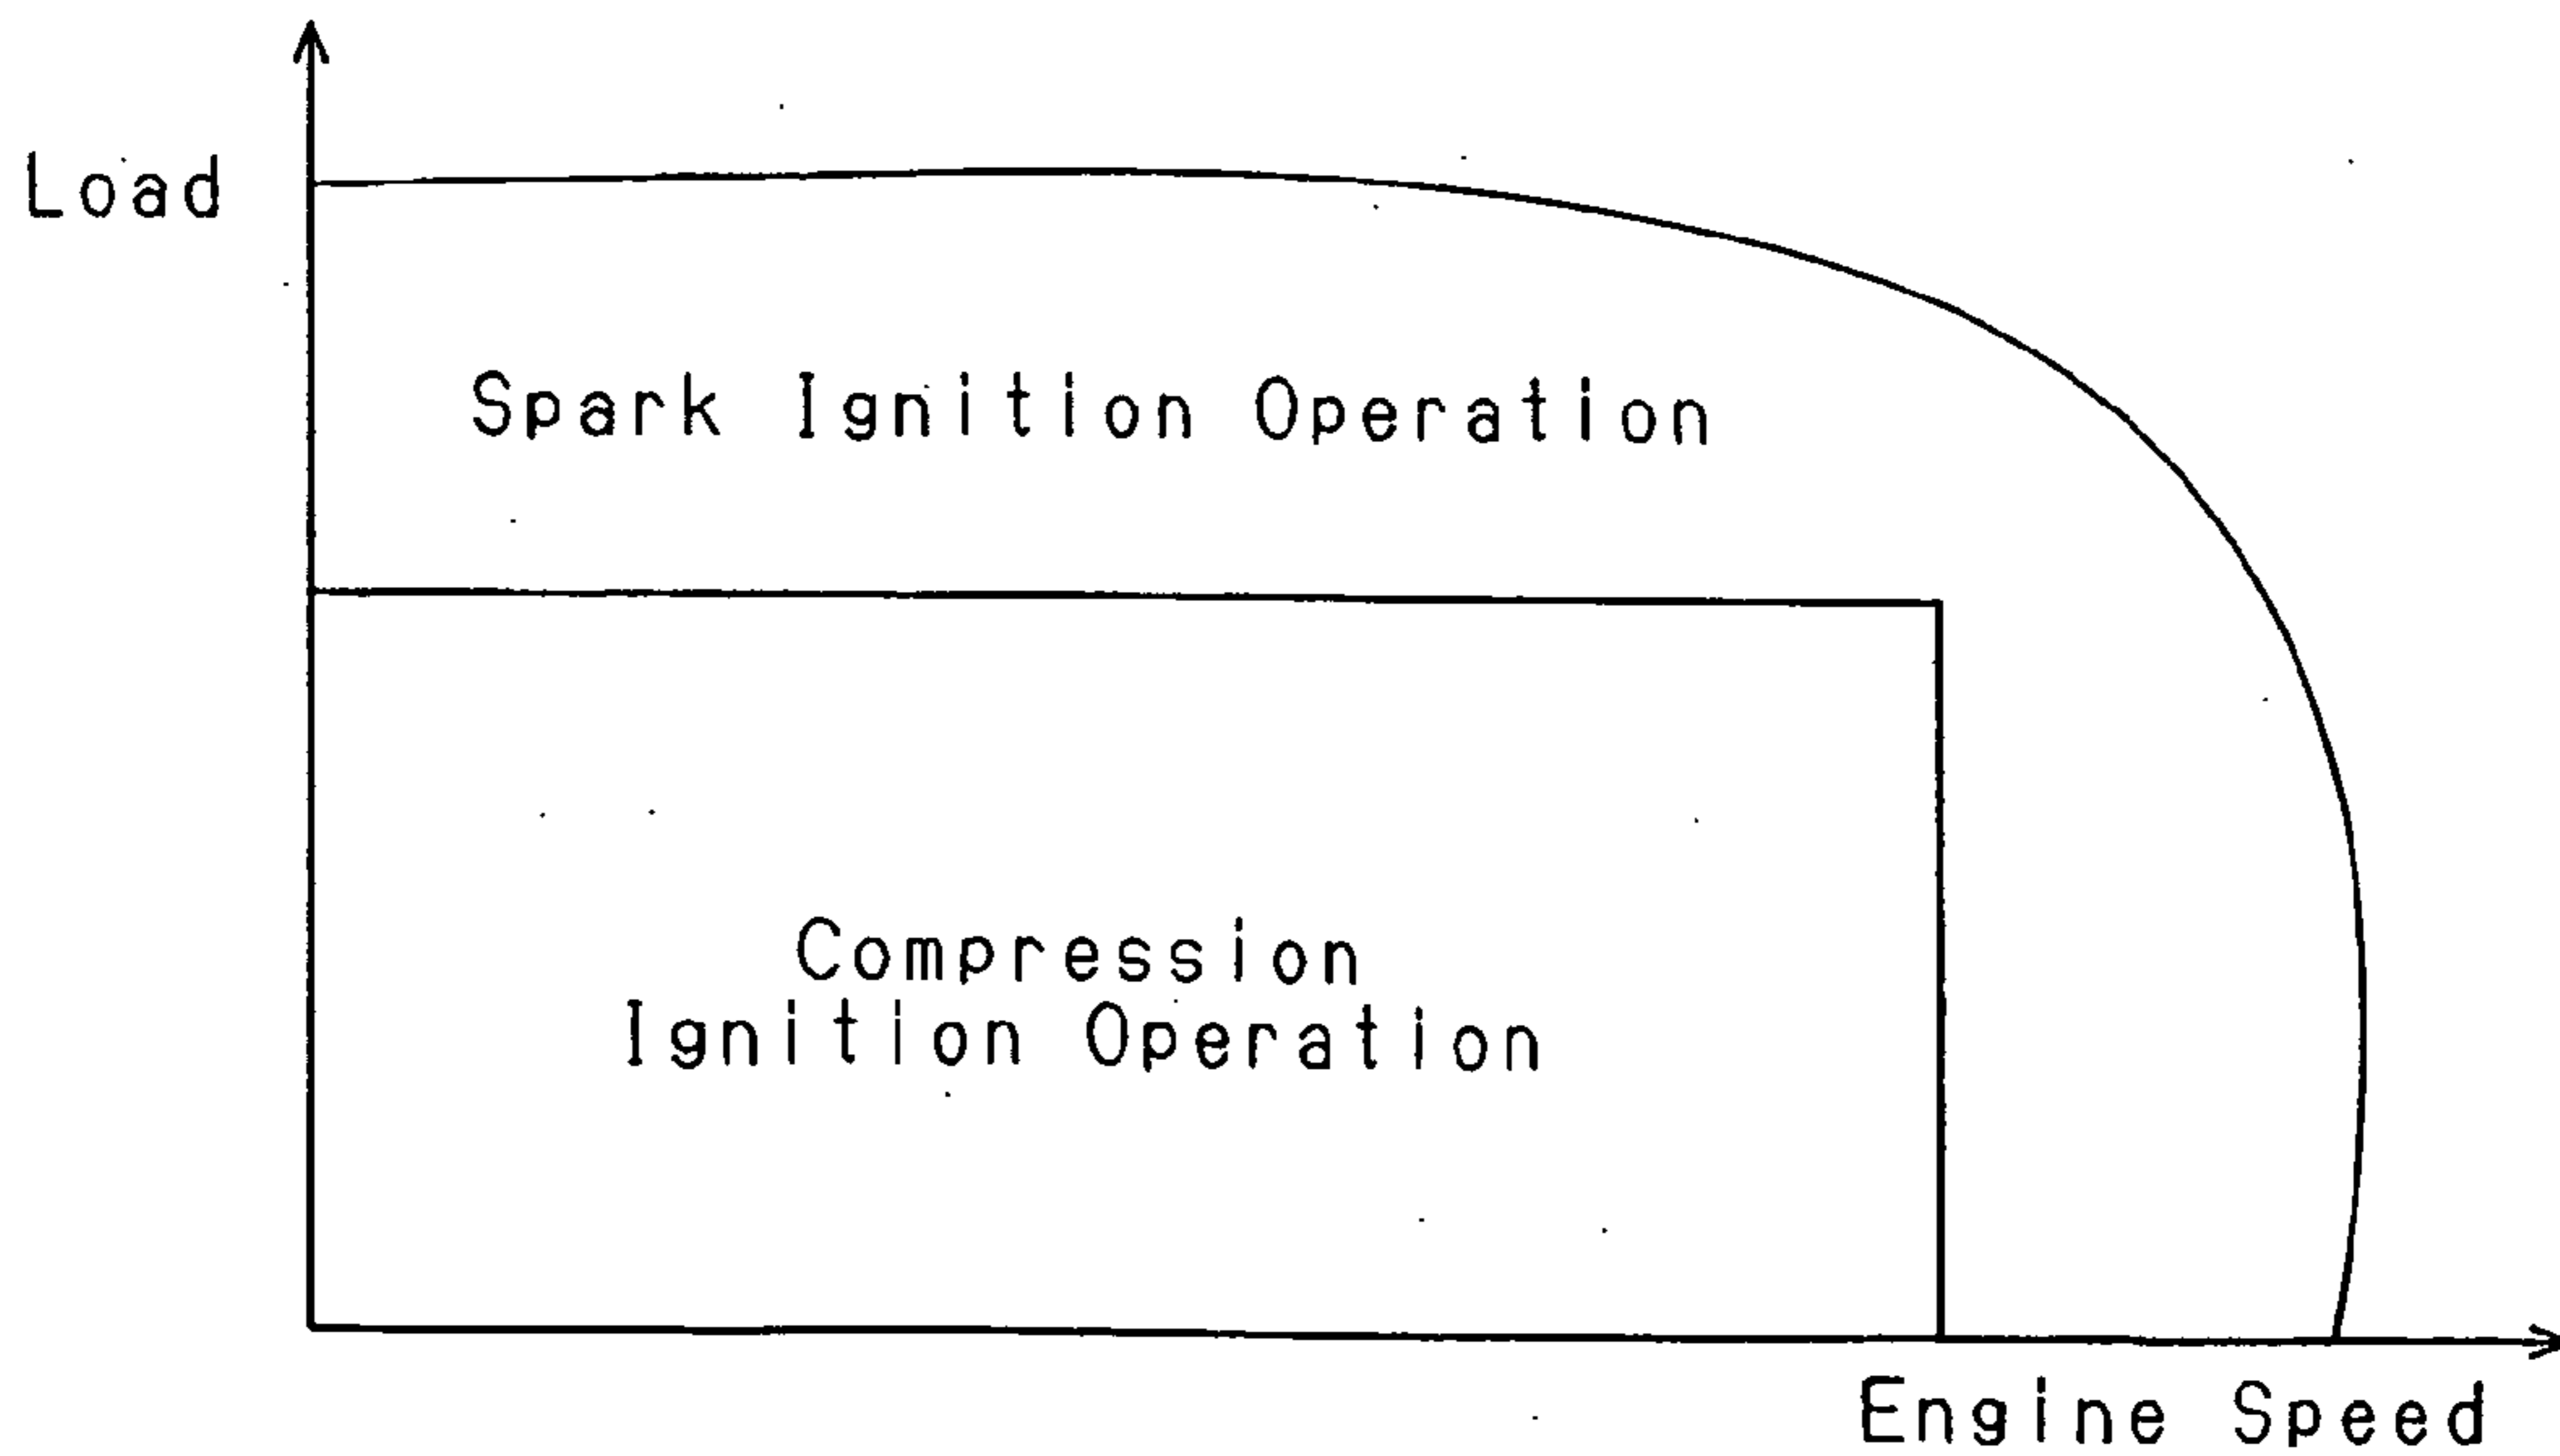 Load
Spark Ignition Operation
Compression
Ignition Operation
Engine Speed